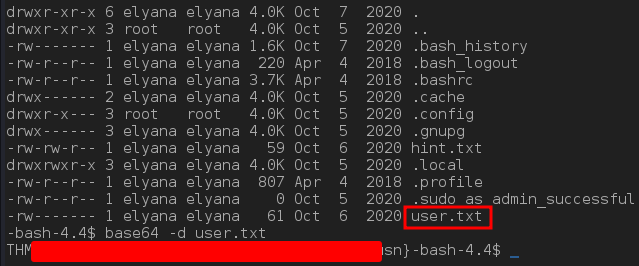 drwxr-xr-x 6 elyana elyana 4.0K Oct 7 2020 .
drwxr-xr-x 3 root root 4.0K Oct 5 2020 ..
-rw------- 1 elyana elyana 1.6K Oct 7 2020 .bash_history
-rw-r--r-- 1 elyana elyana 220 Apr 4 2018 .bash_logout
-rw-r--r-- 1 elyana elyana 3.7K Apr 4 2018 .bashrc
drwx------ 2 elyana elyana 4.0K Oct 5 2020 .cache
drwxr-x--- 3 root root 4.0K Oct 5 2020 .config
drwx------ 3 elyana elyana 4.0K Oct 5 2020 .gnupg
-rw-rw-r-- 1 elyana elyana 59 Oct 6 2020 hint.txt
drwxrwxr-x 3 elyana elyana 4.0K Oct 5 2020 .local
-rw-r--r-- 1 elyana elyana 807 Apr 4 2018 .profile
-rw-r--r-- 1 elyana elyana 0 Oct 5 2020 .sudo_as_admin_successful
-rw------- 1 elyana elyana 61 Oct 6 2020 user.txt
-bash-4.4$ base64 -d user.txt
THM usn}-bash-4.4$ _